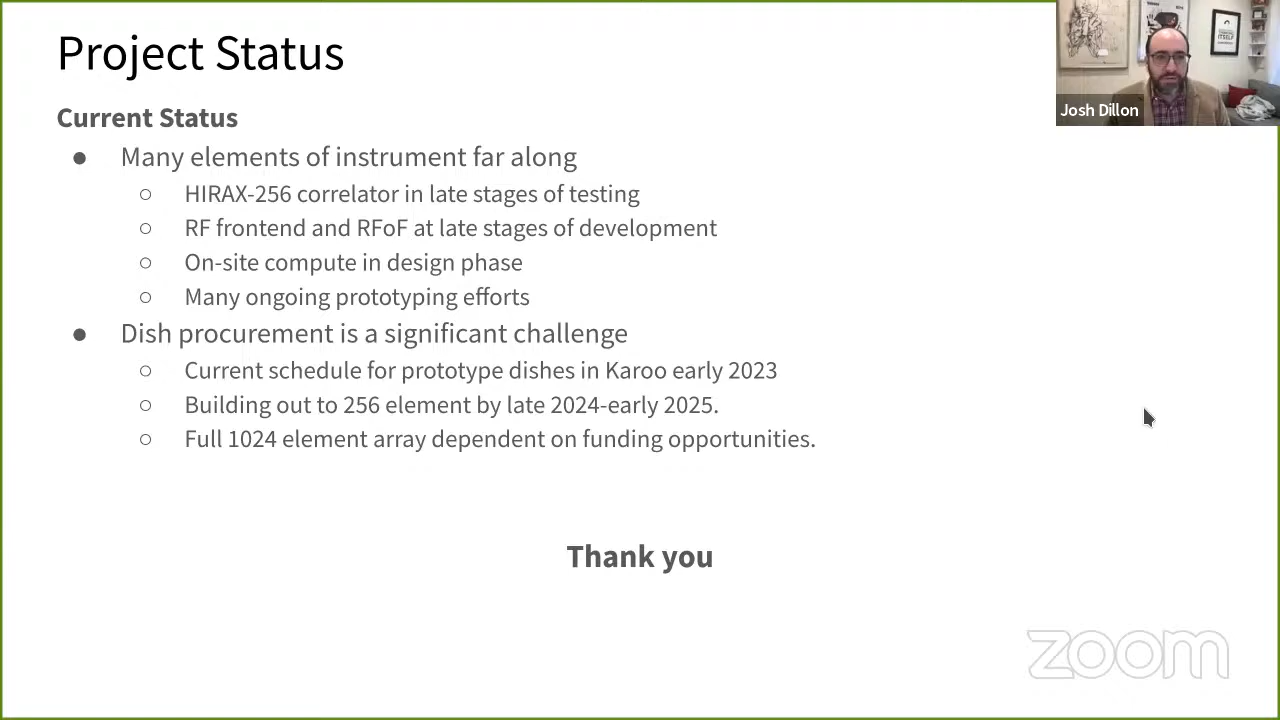 Project Status
Current Status
● Many elements of instrument far along
○ HIRAX-256 correlator in late stages of testing
○ RF frontend and RFoF at late stages of development
○ On-site compute in design phase
○ Many ongoing prototyping efforts
● Dish procurement is a significant challenge
○ Current schedule for prototype dishes in Karoo early 2023
○ Building out to 256 element by late 2024-early 2025.
○ Full 1024 element array dependent on funding opportunities.
Thank you
Josh Dillon
ITSELF
zoom